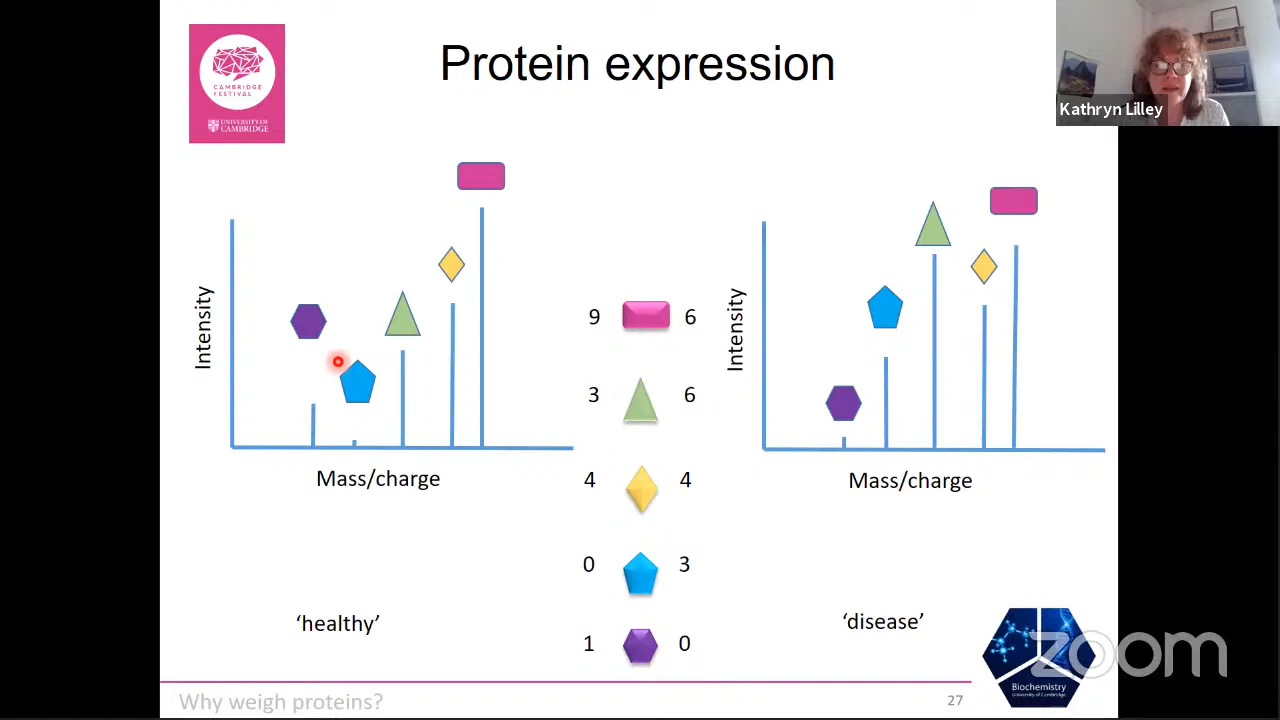 Protein expression
CAMBRIDGE
FESTIVAL
UNIVERSITY OF
CAMBRIDGE
Kathryn Lilley
Intensity
Mass/charge
'healthy'
9 6
3 6
4 4
0 3
1 0
Intensity
Mass/charge
'disease'
Biochemistry
University of Cambridge
zoom
Why weigh proteins?
27